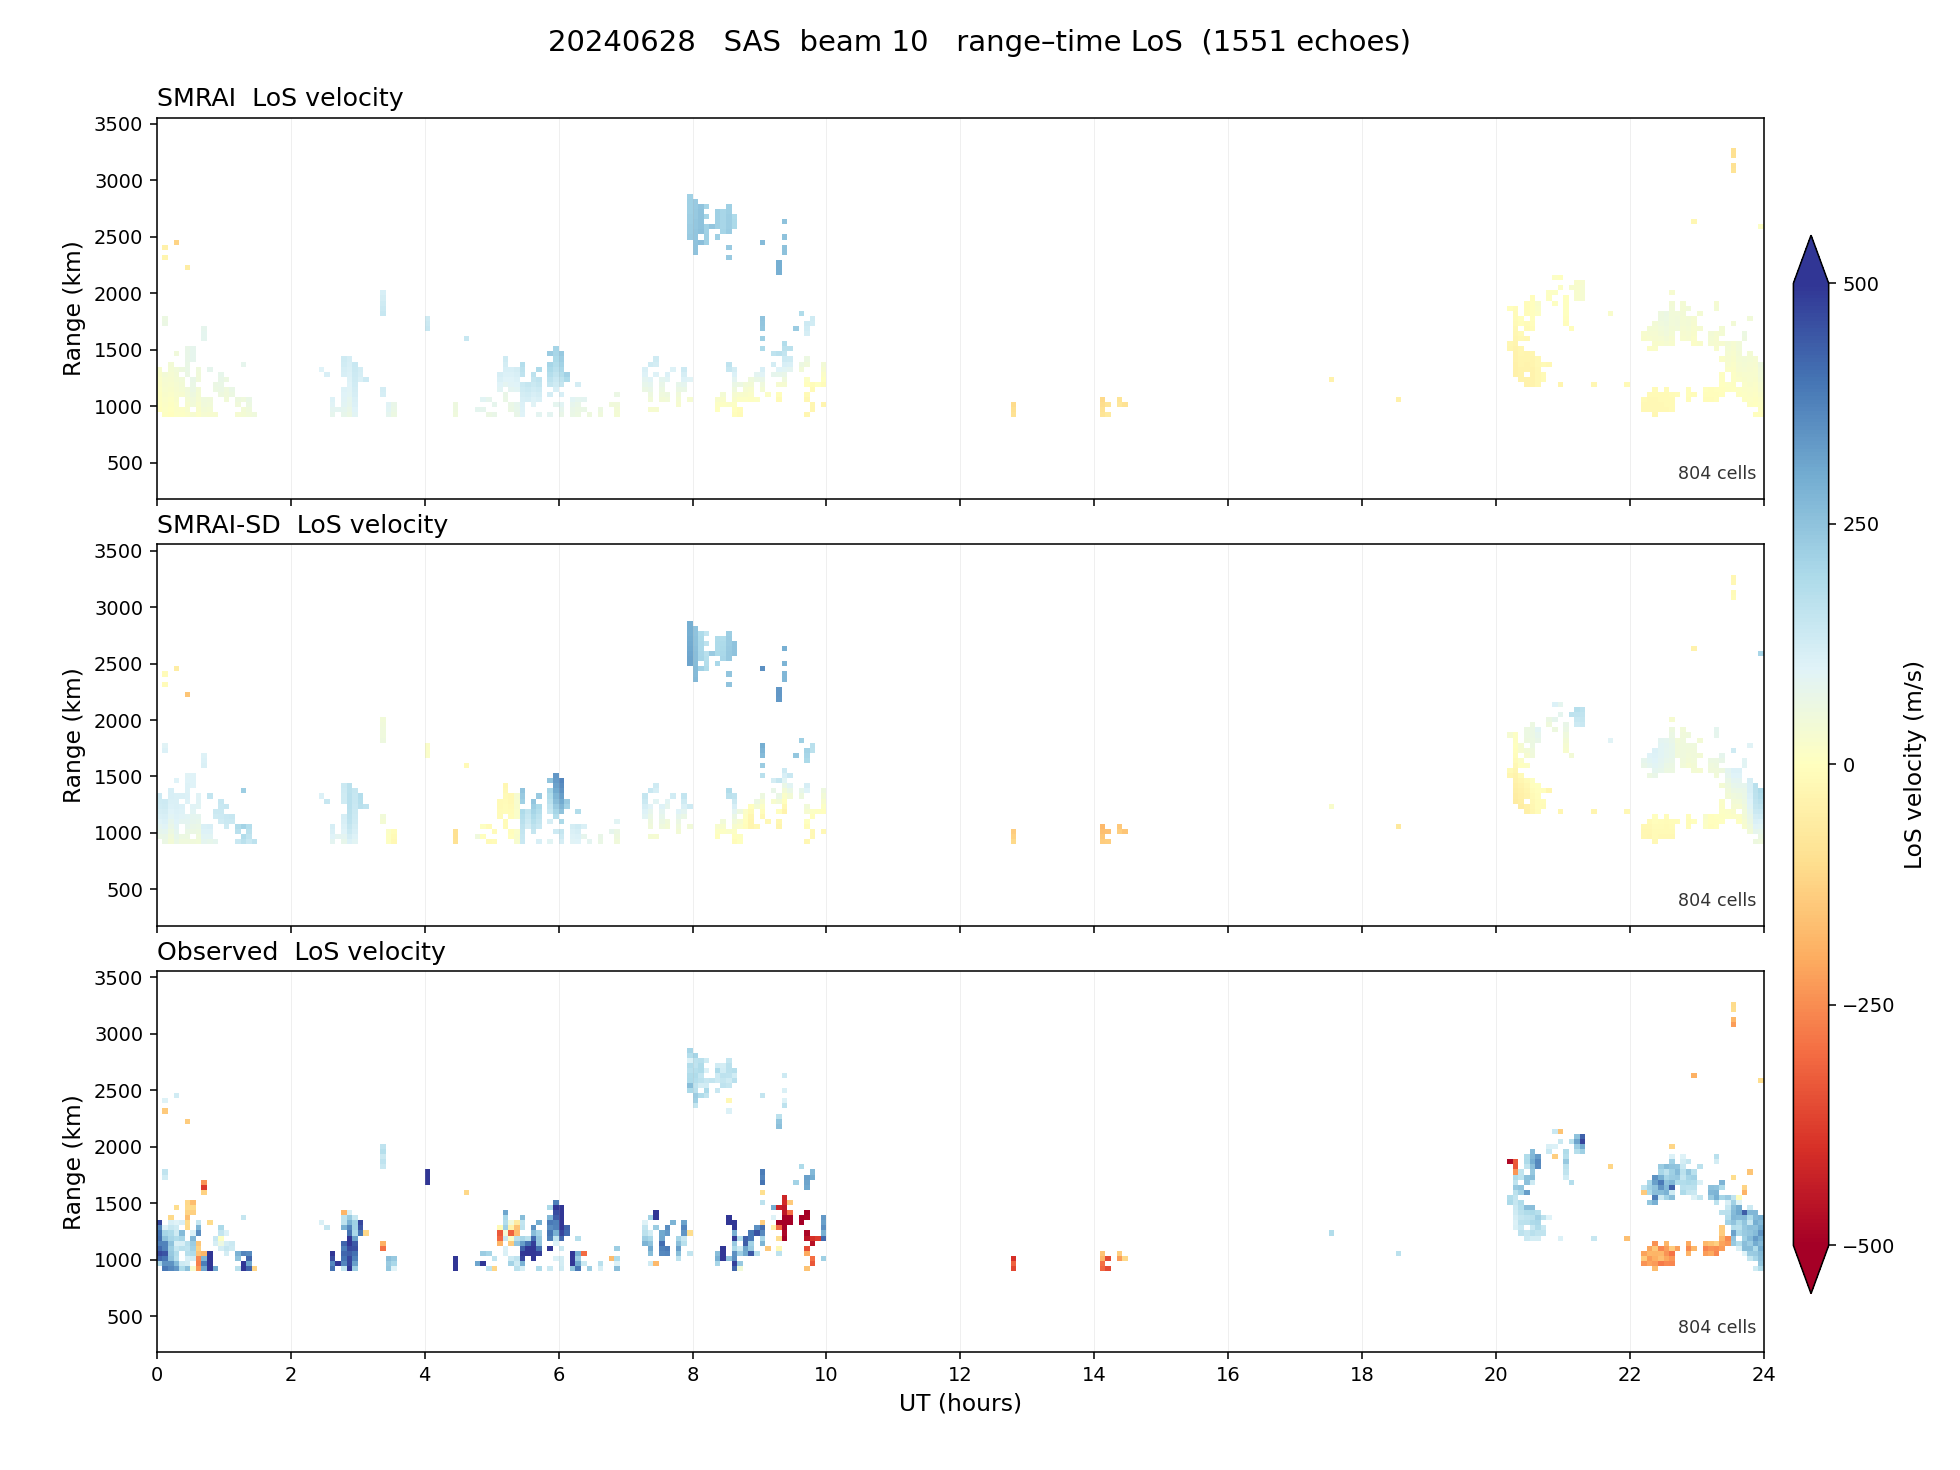 20240628   SAS  beam 10   range–time LoS  (1551 echoes)
SMRAI  LoS velocity
3500
3000
2500
2000
1500
1000
500
Range (km)
804 cells
SMRAI-SD  LoS velocity
3500
3000
2500
2000
1500
1000
500
Range (km)
804 cells
Observed  LoS velocity
3500
3000
2500
2000
1500
1000
500
Range (km)
804 cells
0 2 4 6 8 10 12 14 16 18 20 22 24
UT (hours)
500
250
0
−250
−500
LoS velocity (m/s)